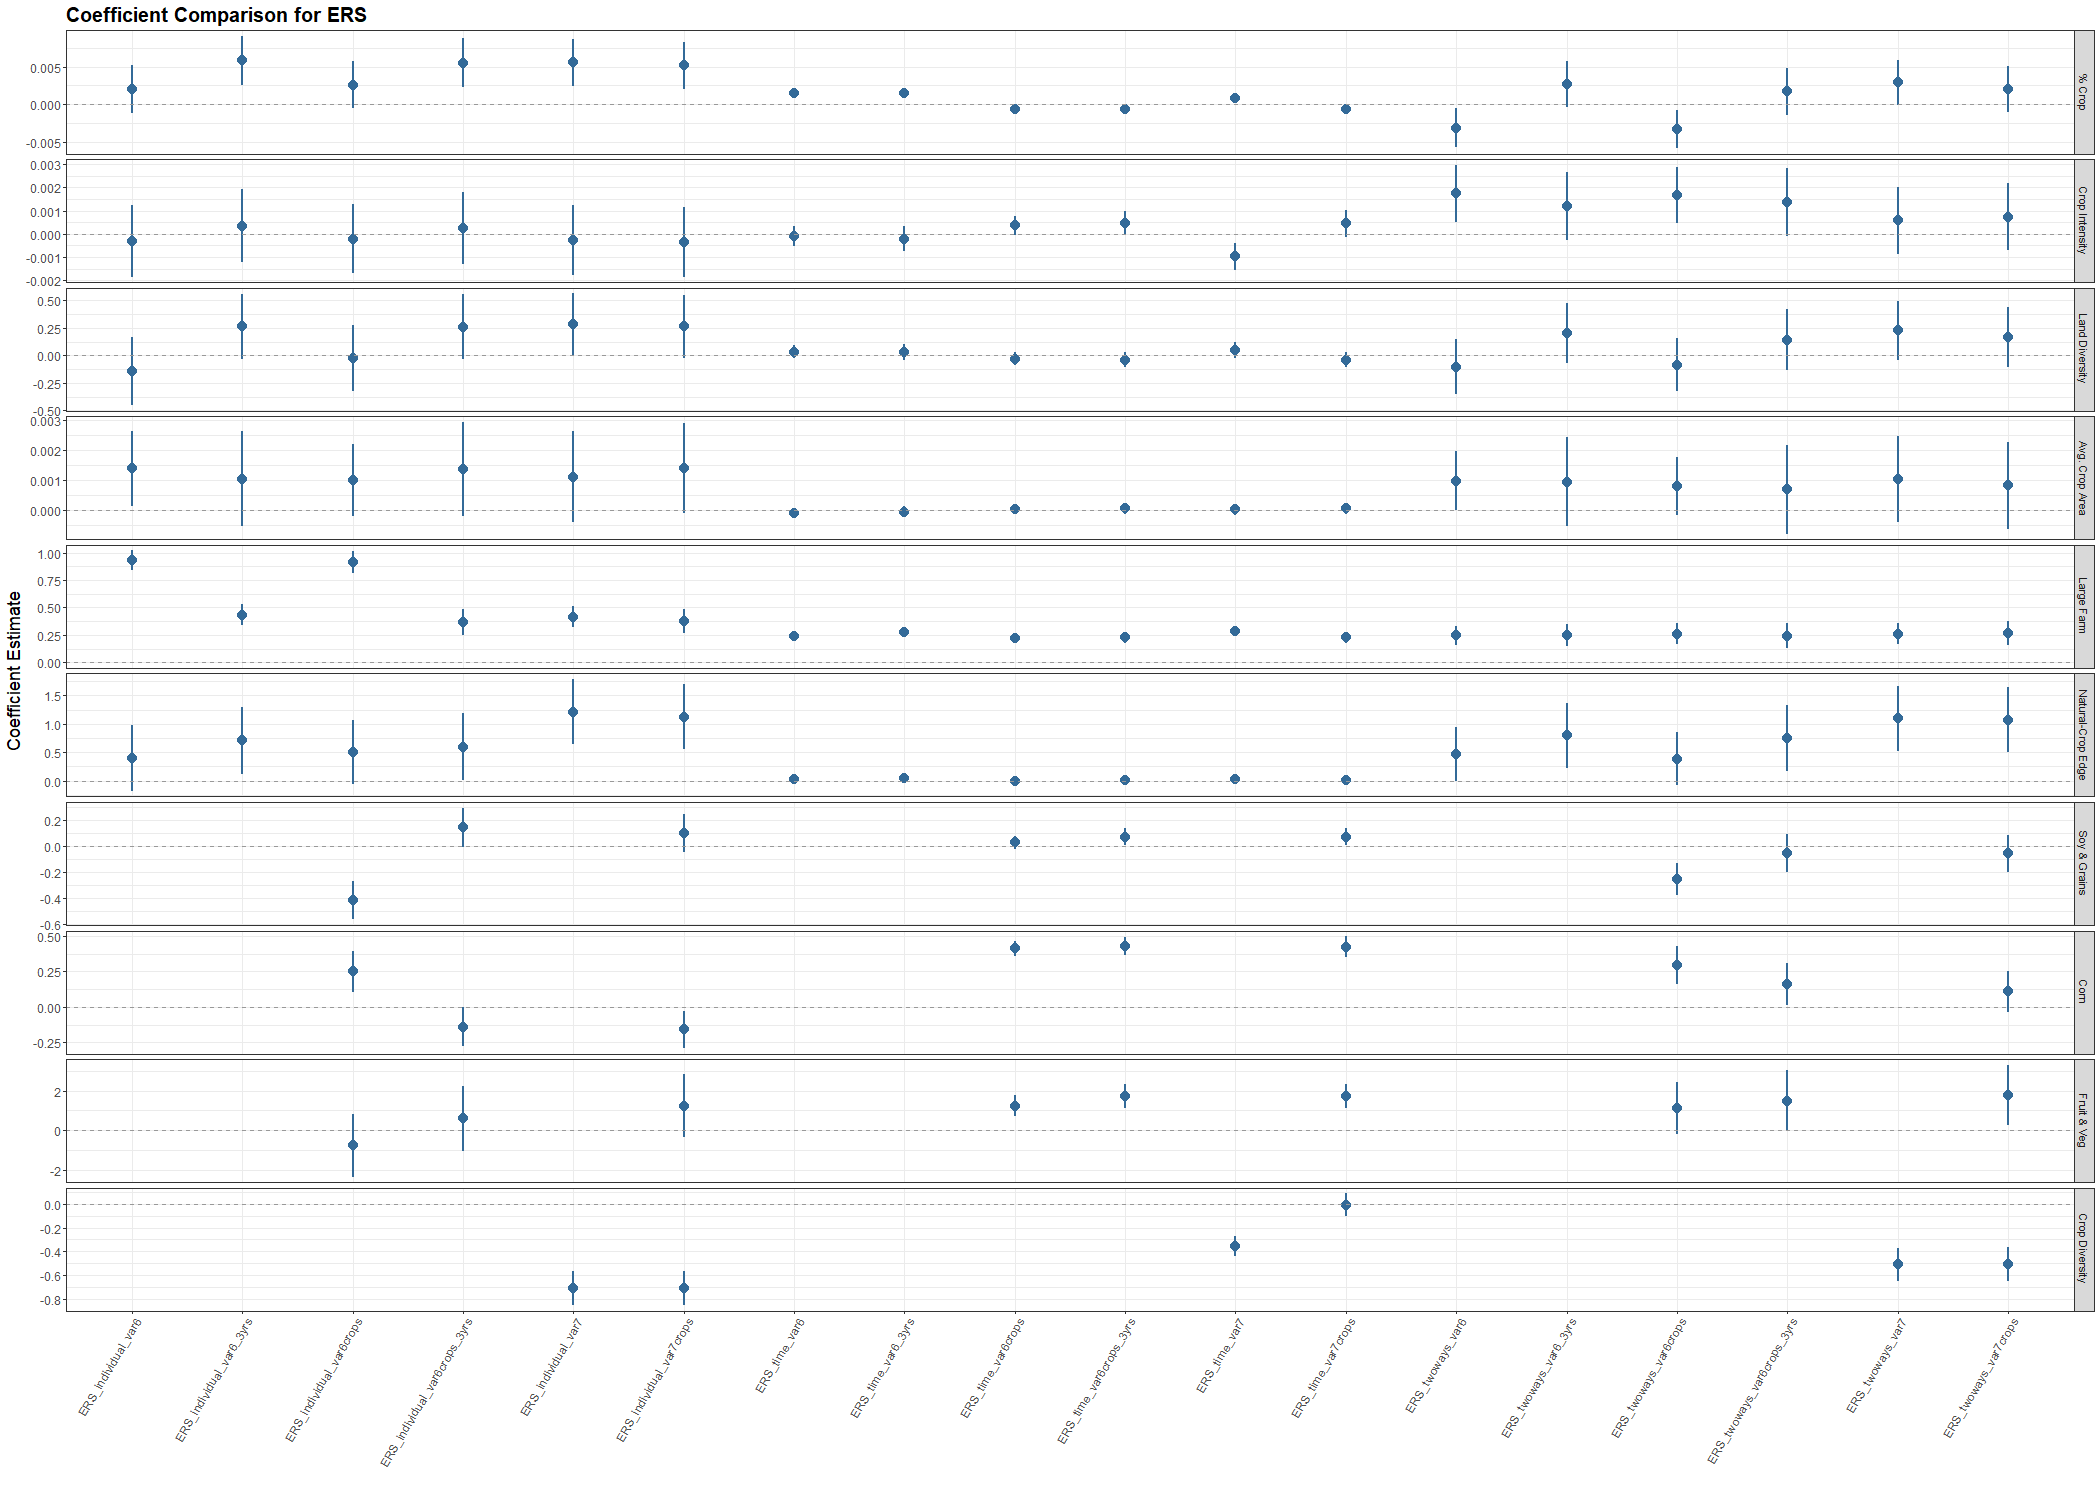 Coefficient Comparison for ERS
Coefficient Estimate
0.005
0.000
-0.005
% Crop
0.003
0.002
0.001
0.000
-0.001
-0.002
Crop Intensity
0.50
0.25
0.00
-0.25
-0.50
Land Diversity
0.003
0.002
0.001
0.000
Avg. Crop Area
1.00
0.75
0.50
0.25
0.00
Large Farm
1.5
1.0
0.5
0.0
Natural-Crop Edge
0.2
0.0
-0.2
-0.4
-0.6
Soy & Grains
0.50
0.25
0.00
-0.25
Corn
2
0
-2
Fruit & Veg
0.0
-0.2
-0.4
-0.6
-0.8
Crop Diversity
ERS_individual_var6
ERS_individual_var6_3yrs
ERS_individual_var6crops
ERS_individual_var6crops_3yrs
ERS_individual_var7
ERS_individual_var7crops
ERS_time_var6
ERS_time_var6_3yrs
ERS_time_var6crops
ERS_time_var6crops_3yrs
ERS_time_var7
ERS_time_var7crops
ERS_twoways_var6
ERS_twoways_var6_3yrs
ERS_twoways_var6crops
ERS_twoways_var6crops_3yrs
ERS_twoways_var7
ERS_twoways_var7crops